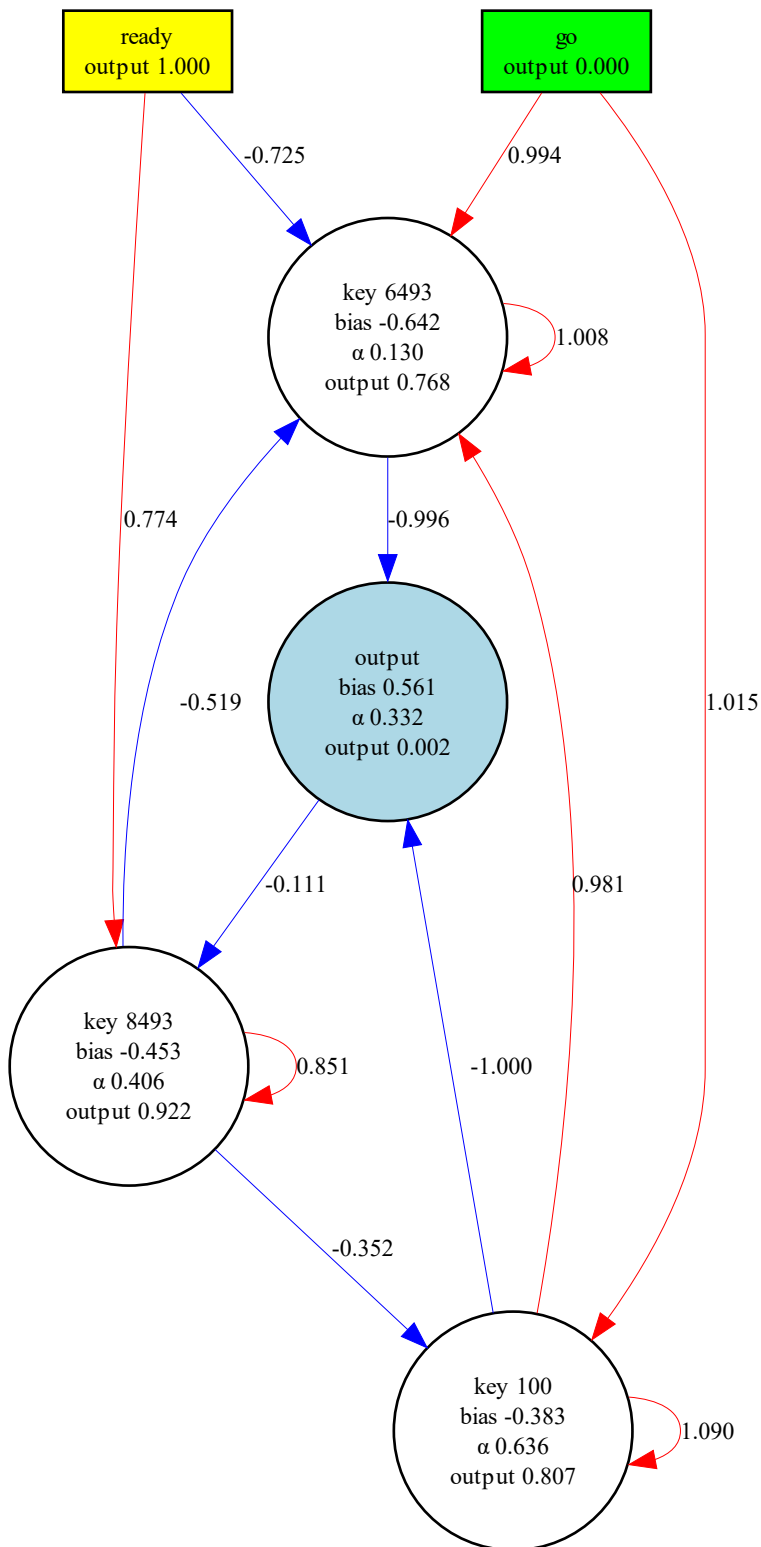 ready
output 1.000
go
output 0.000
-0.725
0.994
key 6493
bias -0.642
α 0.130
output 0.768
1.008
0.774
-0.996
output
bias 0.561
α 0.332
output 0.002
-0.519
1.015
-0.111
0.981
key 8493
bias -0.453
α 0.406
output 0.922
0.851
-1.000
-0.352
key 100
bias -0.383
α 0.636
output 0.807
1.090